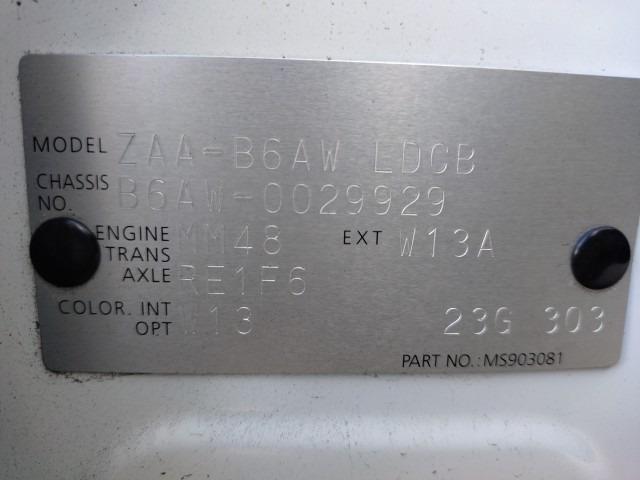 MODEL ZAA-B6AW LDCB
CHASSIS NO. B6AW-0029929
ENGINE MM48 EXT W13A
TRANS AXLE RE1F6
COLOR. INT W13 23G 303
OPT
PART NO.: MS903081